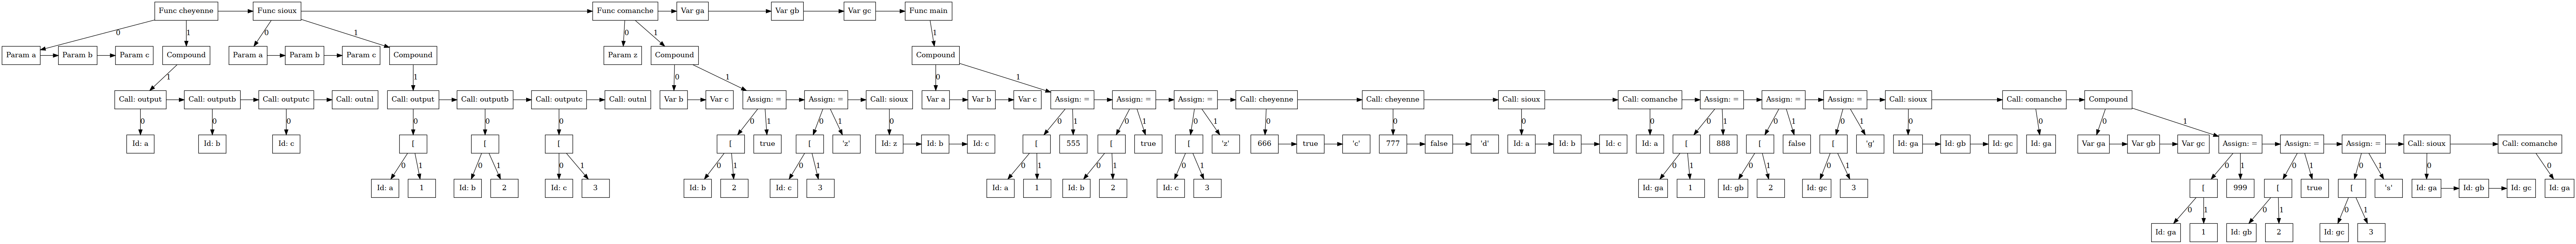 Func cheyenne Func sioux Func comanche Var ga Var gb Var gc Func main
0 1 0 1 0 1 1
Param a Param b Param c Compound Param a Param b Param c Compound Param z Compound Compound
1 1 0 1 0 1
Call: output Call: outputb Call: outputc Call: outnl Call: output Call: outputb Call: outputc Call: outnl Var b Var c Assign: = Assign: = Call: sioux Var a Var b Var c Assign: = Assign: = Assign: = Call: cheyenne Call: cheyenne Call: sioux Call: comanche Assign: = Assign: = Assign: = Call: sioux Call: comanche Compound
0 0 0 0 0 0 0 1 0 1 0 0 1 0 1 0 1 0 0 0 0 0 1 0 1 0 1 0 0 0 1
Id: a Id: b Id: c [ [ [ [ true [ 'z' Id: z Id: b Id: c [ 555 [ true [ 'z' 666 true 'c' 777 false 'd' Id: a Id: b Id: c Id: a [ 888 [ false [ 'g' Id: ga Id: gb Id: gc Id: ga Var ga Var gb Var gc Assign: = Assign: = Assign: = Call: sioux Call: comanche
0 1 0 1 0 1 0 1 0 1 0 1 0 1 0 1 0 1 0 1 0 1 0 1 0 1 0 1 0 0
Id: a 1 Id: b 2 Id: c 3 Id: b 2 Id: c 3 Id: a 1 Id: b 2 Id: c 3 Id: ga 1 Id: gb 2 Id: gc 3 [ 999 [ true [ 's' Id: ga Id: gb Id: gc Id: ga
0 1 0 1 0 1
Id: ga 1 Id: gb 2 Id: gc 3